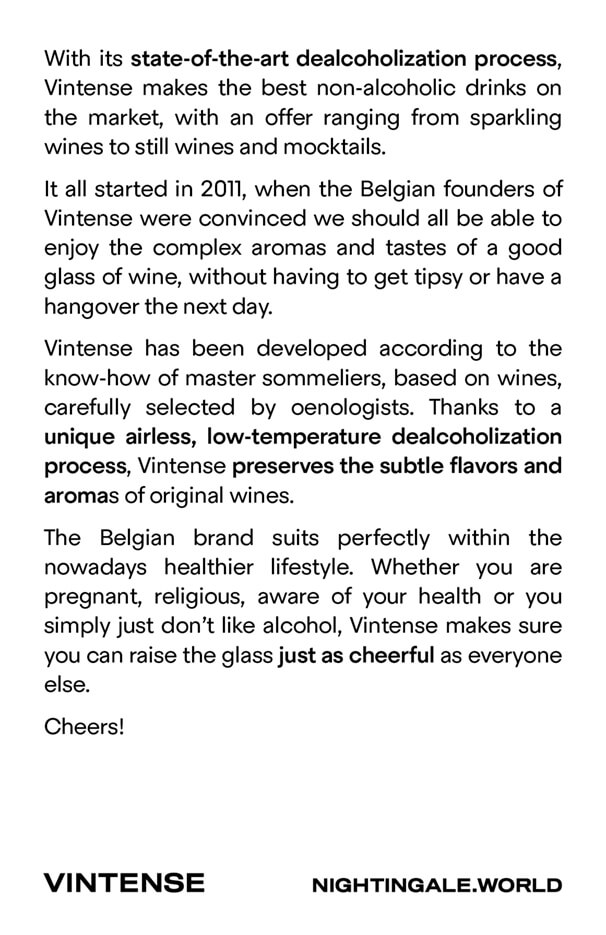 With its state-of-the-art dealcoholization process,
Vintense makes the best non-alcoholic drinks on
the market, with an offer ranging from sparkling
wines to still wines and mocktails.
It all started in 2011, when the Belgian founders of
Vintense were convinced we should all be able to
enjoy the complex aromas and tastes of a good
glass of wine, without having to get tipsy or have a
hangover the next day.
Vintense has been developed according to the
know-how of master sommeliers, based on wines,
carefully selected by oenologists. Thanks to a
unique airless, low-temperature dealcoholization
process, Vintense preserves the subtle flavors and
aromas of original wines.
The Belgian brand suits perfectly within the
nowadays healthier lifestyle. Whether you are
pregnant, religious, aware of your health or you
simply just don’t like alcohol, Vintense makes sure
you can raise the glass just as cheerful as everyone
else.
Cheers!
VINTENSE
NIGHTINGALE.WORLD